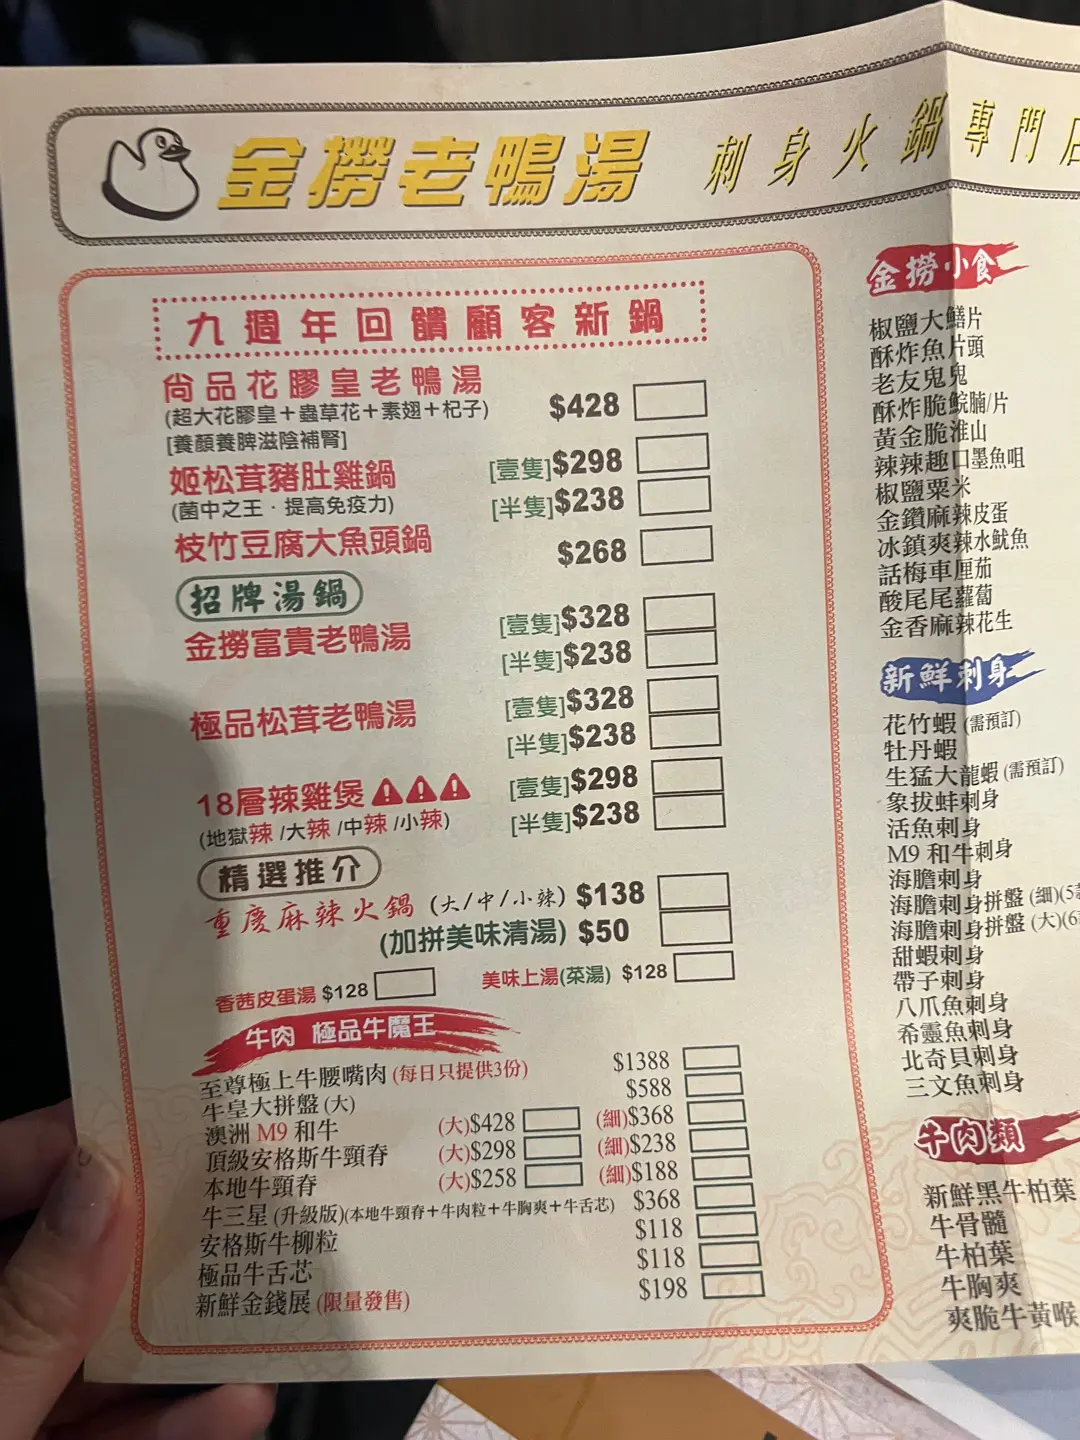 金撈老鴨湯 刺身火鍋專門店
九週年回饋顧客新鍋
尚品花膠皇老鴨湯 $428
(超大花膠皇＋蟲草花＋素翅＋杞子)
[養顏養脾滋陰補腎]
姬松茸豬肚雞鍋 [壹隻]$298
(菌中之王．提高免疫力) [半隻]$238
枝竹豆腐大魚頭鍋 $268
招牌湯鍋
金撈富貴老鴨湯 [壹隻]$328
[半隻]$238
極品松茸老鴨湯 [壹隻]$328
[半隻]$238
18層辣雞煲 [壹隻]$298
(地獄辣/大辣/中辣/小辣) [半隻]$238
精選推介
重慶麻辣火鍋 (大/中/小辣) $138
(加拼美味清湯) $50
香茜皮蛋湯 $128 美味上湯(菜湯) $128
牛肉 極品牛魔王
至尊極上牛腰嘴肉 (每日只提供3份) $1388
牛皇大拼盤 (大) $588
澳洲 M9 和牛 (大)$428 (細)$368
頂級安格斯牛頸脊 (大)$298 (細)$238
本地牛頸脊 (大)$258 (細)$188
牛三星 (升級版)(本地牛頸脊＋牛肉粒＋牛胸爽＋牛舌芯) $368
安格斯牛柳粒 $118
極品牛舌芯 $118
新鮮金錢展 (限量發售) $198
金撈小食
椒鹽大鱔片
酥炸魚片頭
老友鬼鬼
酥炸脆鯇腩/片
黃金脆淮山
辣辣趣口墨魚咀
椒鹽粟米
金鑽麻辣皮蛋
冰鎮爽辣水魷魚
話梅車厘茄
酸尾尾蘿蔔
金香麻辣花生
新鮮刺身
花竹蝦 (需預訂)
牡丹蝦
生猛大龍蝦 (需預訂)
象拔蚌刺身
活魚刺身
M9 和牛刺身
海膽刺身
海膽刺身拼盤 (細)(5
海膽刺身拼盤 (大)(6
甜蝦刺身
帶子刺身
八爪魚刺身
希靈魚刺身
北奇貝刺身
三文魚刺身
牛肉類
新鮮黑牛柏葉
牛骨髓
牛柏葉
牛胸爽
爽脆牛黃喉